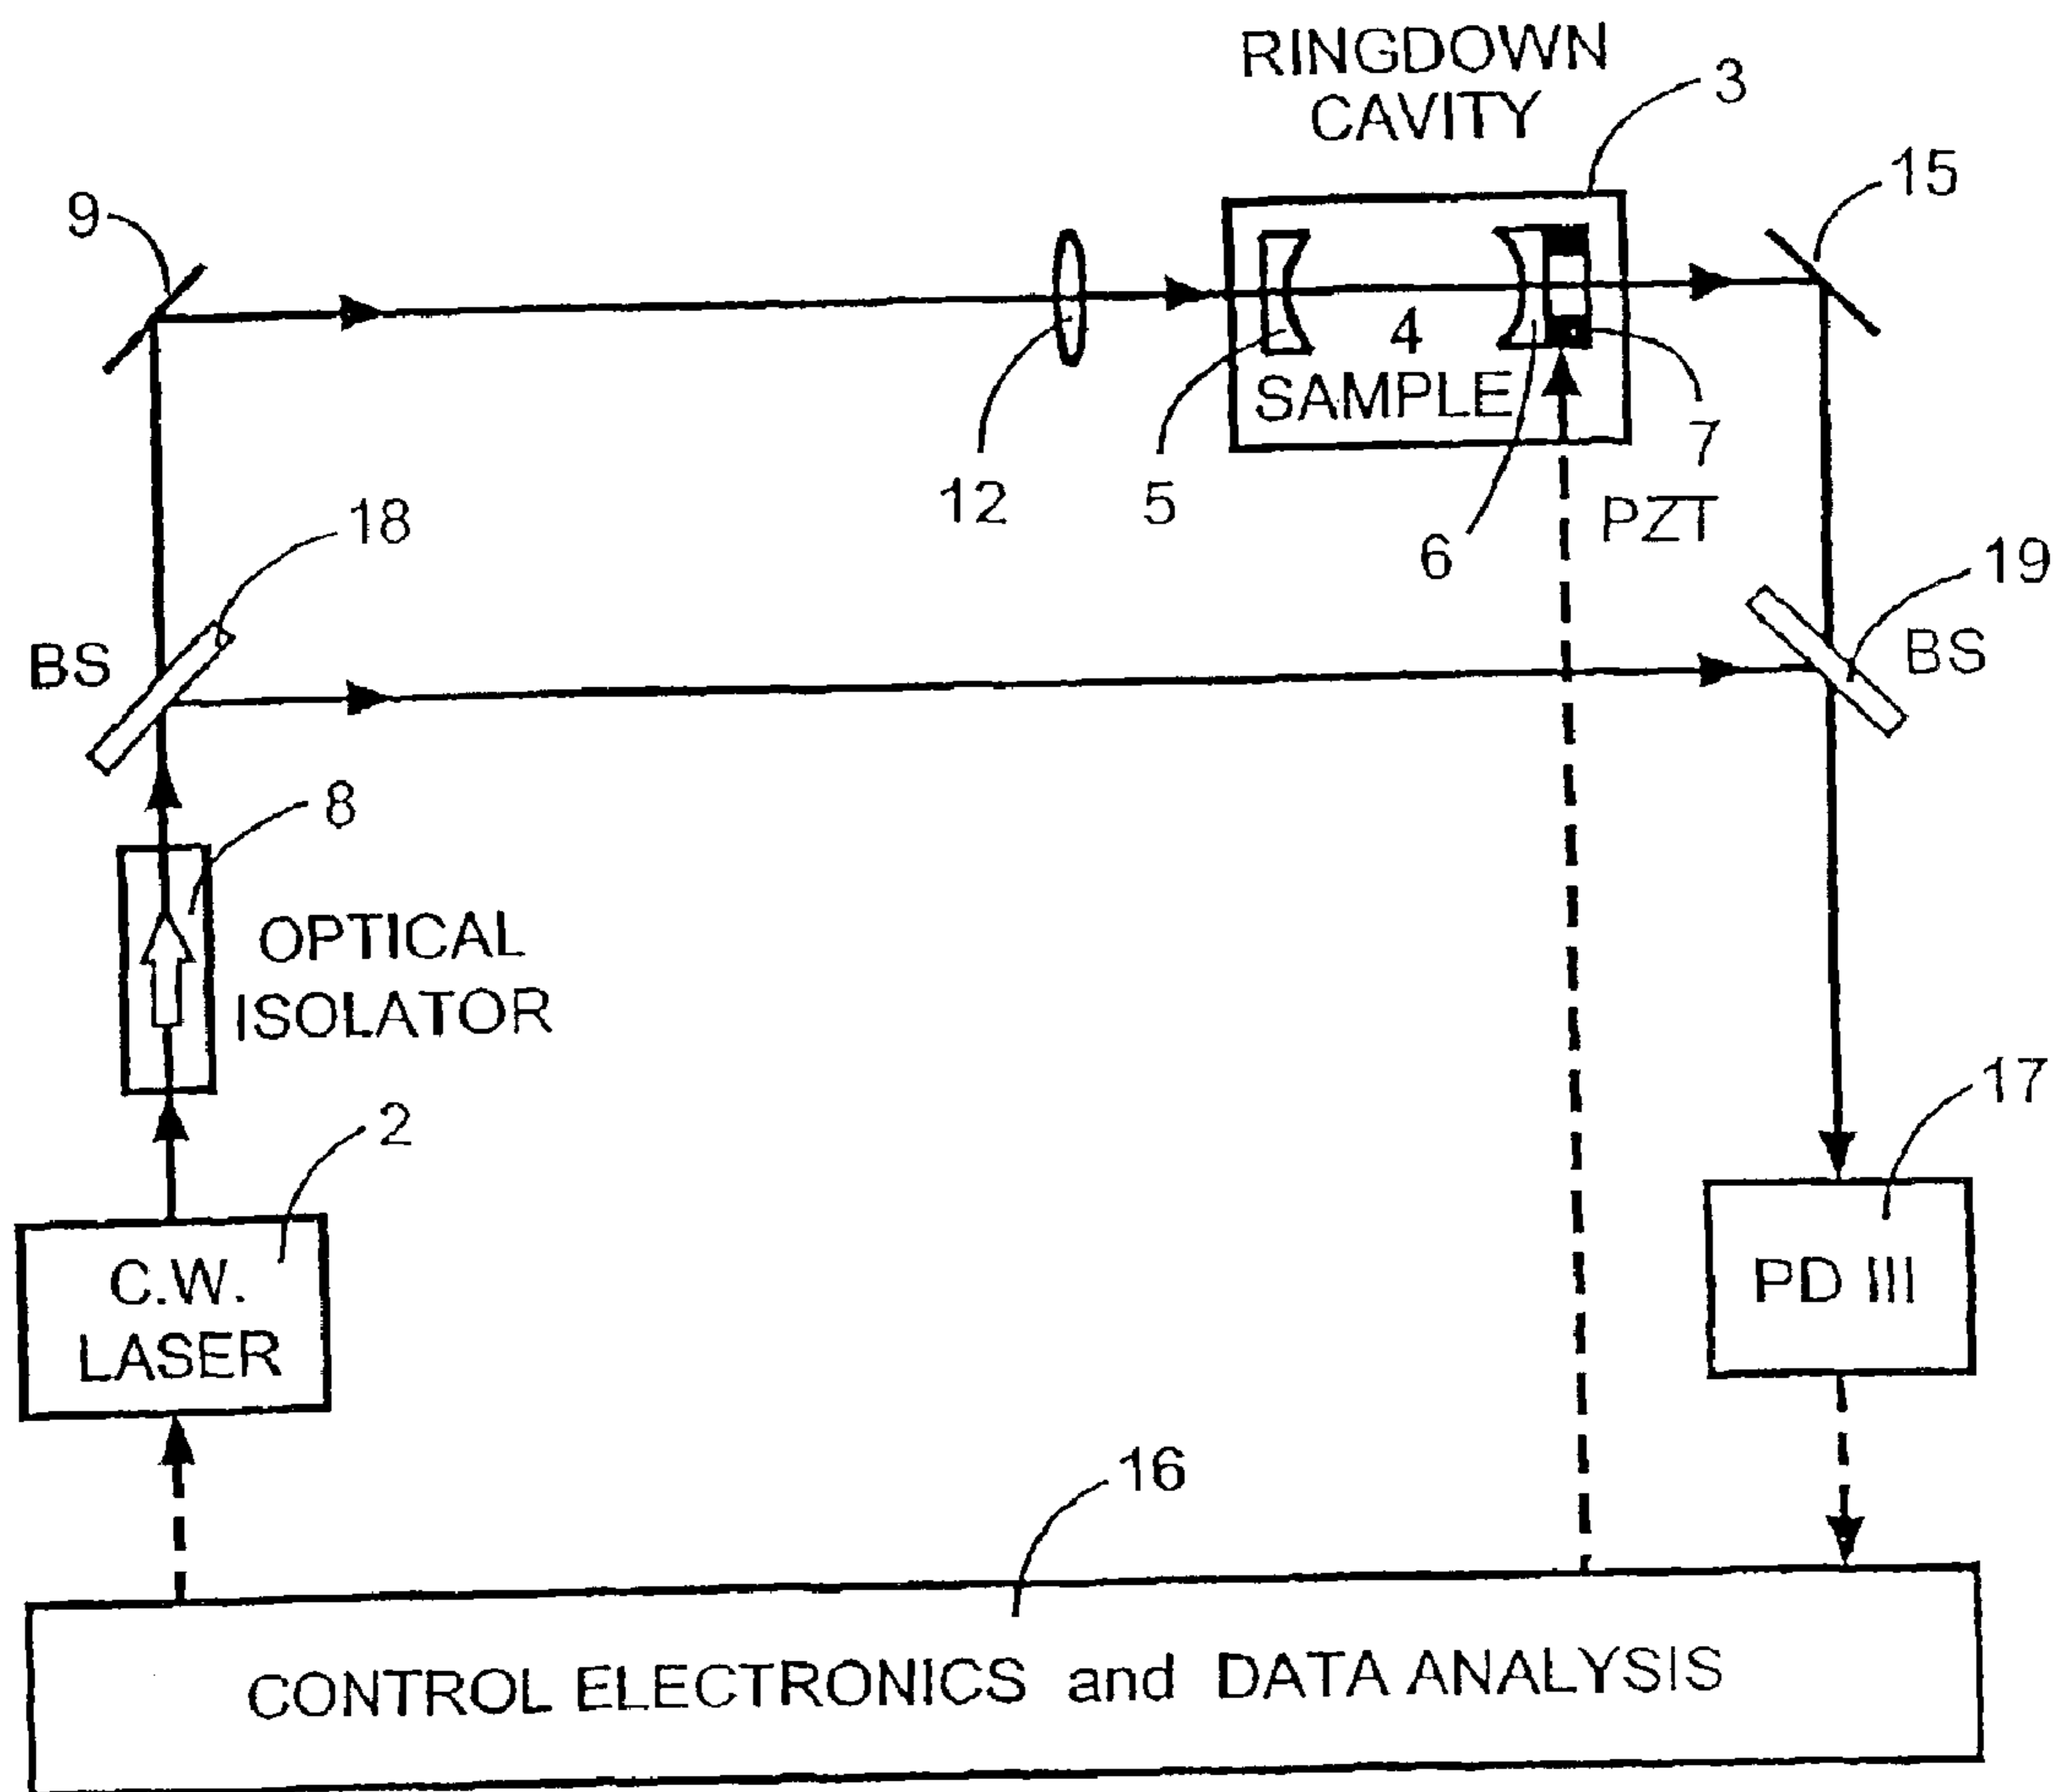 RINGDOWN
CAVITY
3
15
9
4
SAMPLE
7
12
5
6
PZT
18
19
BS
BS
8
OPTICAL
ISOLATOR
17
2
C.W.
LASER
PD III
16
CONTROL ELECTRONICS and DATA ANALYSIS